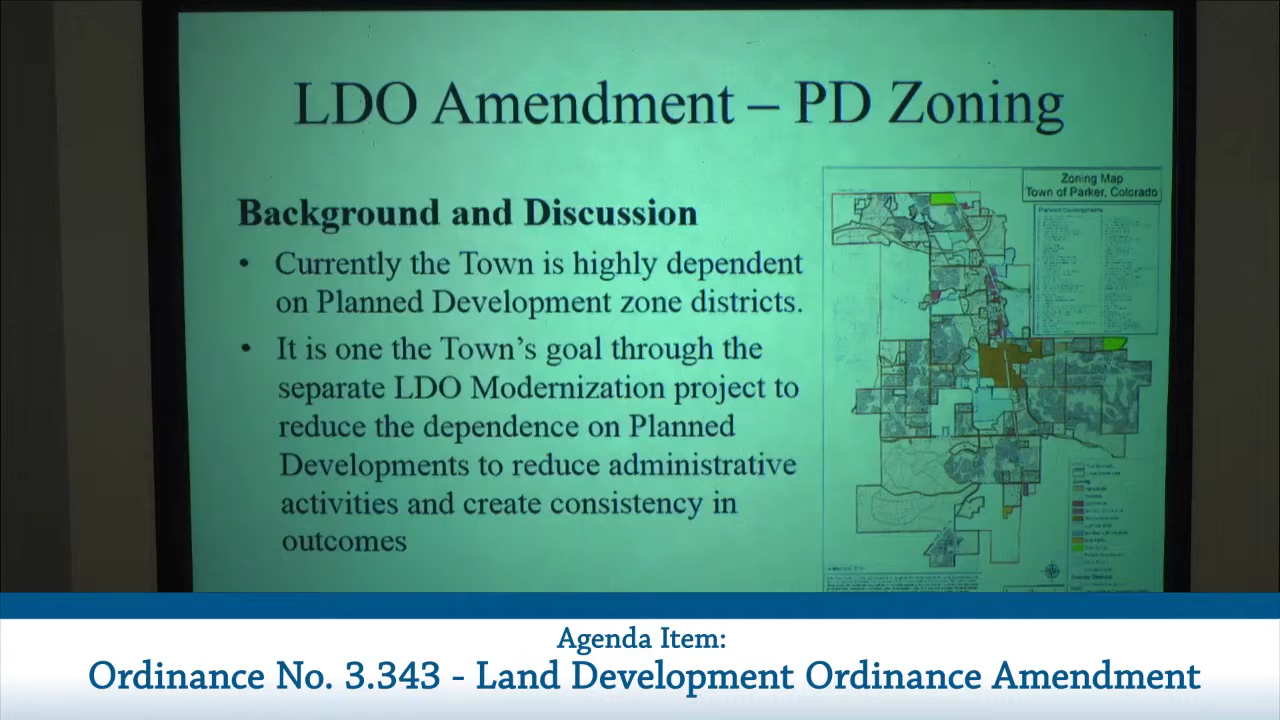 LDO Amendment – PD Zoning
Background and Discussion
• Currently the Town is highly dependent
on Planned Development zone districts.
• It is one the Town's goal through the
separate LDO Modernization project to
reduce the dependence on Planned
Developments to reduce administrative
activities and create consistency in
outcomes
Zoning Map
Town of Parker, Colorado
Planned Developments
Agenda Item:
Ordinance No. 3.343 - Land Development Ordinance Amendment